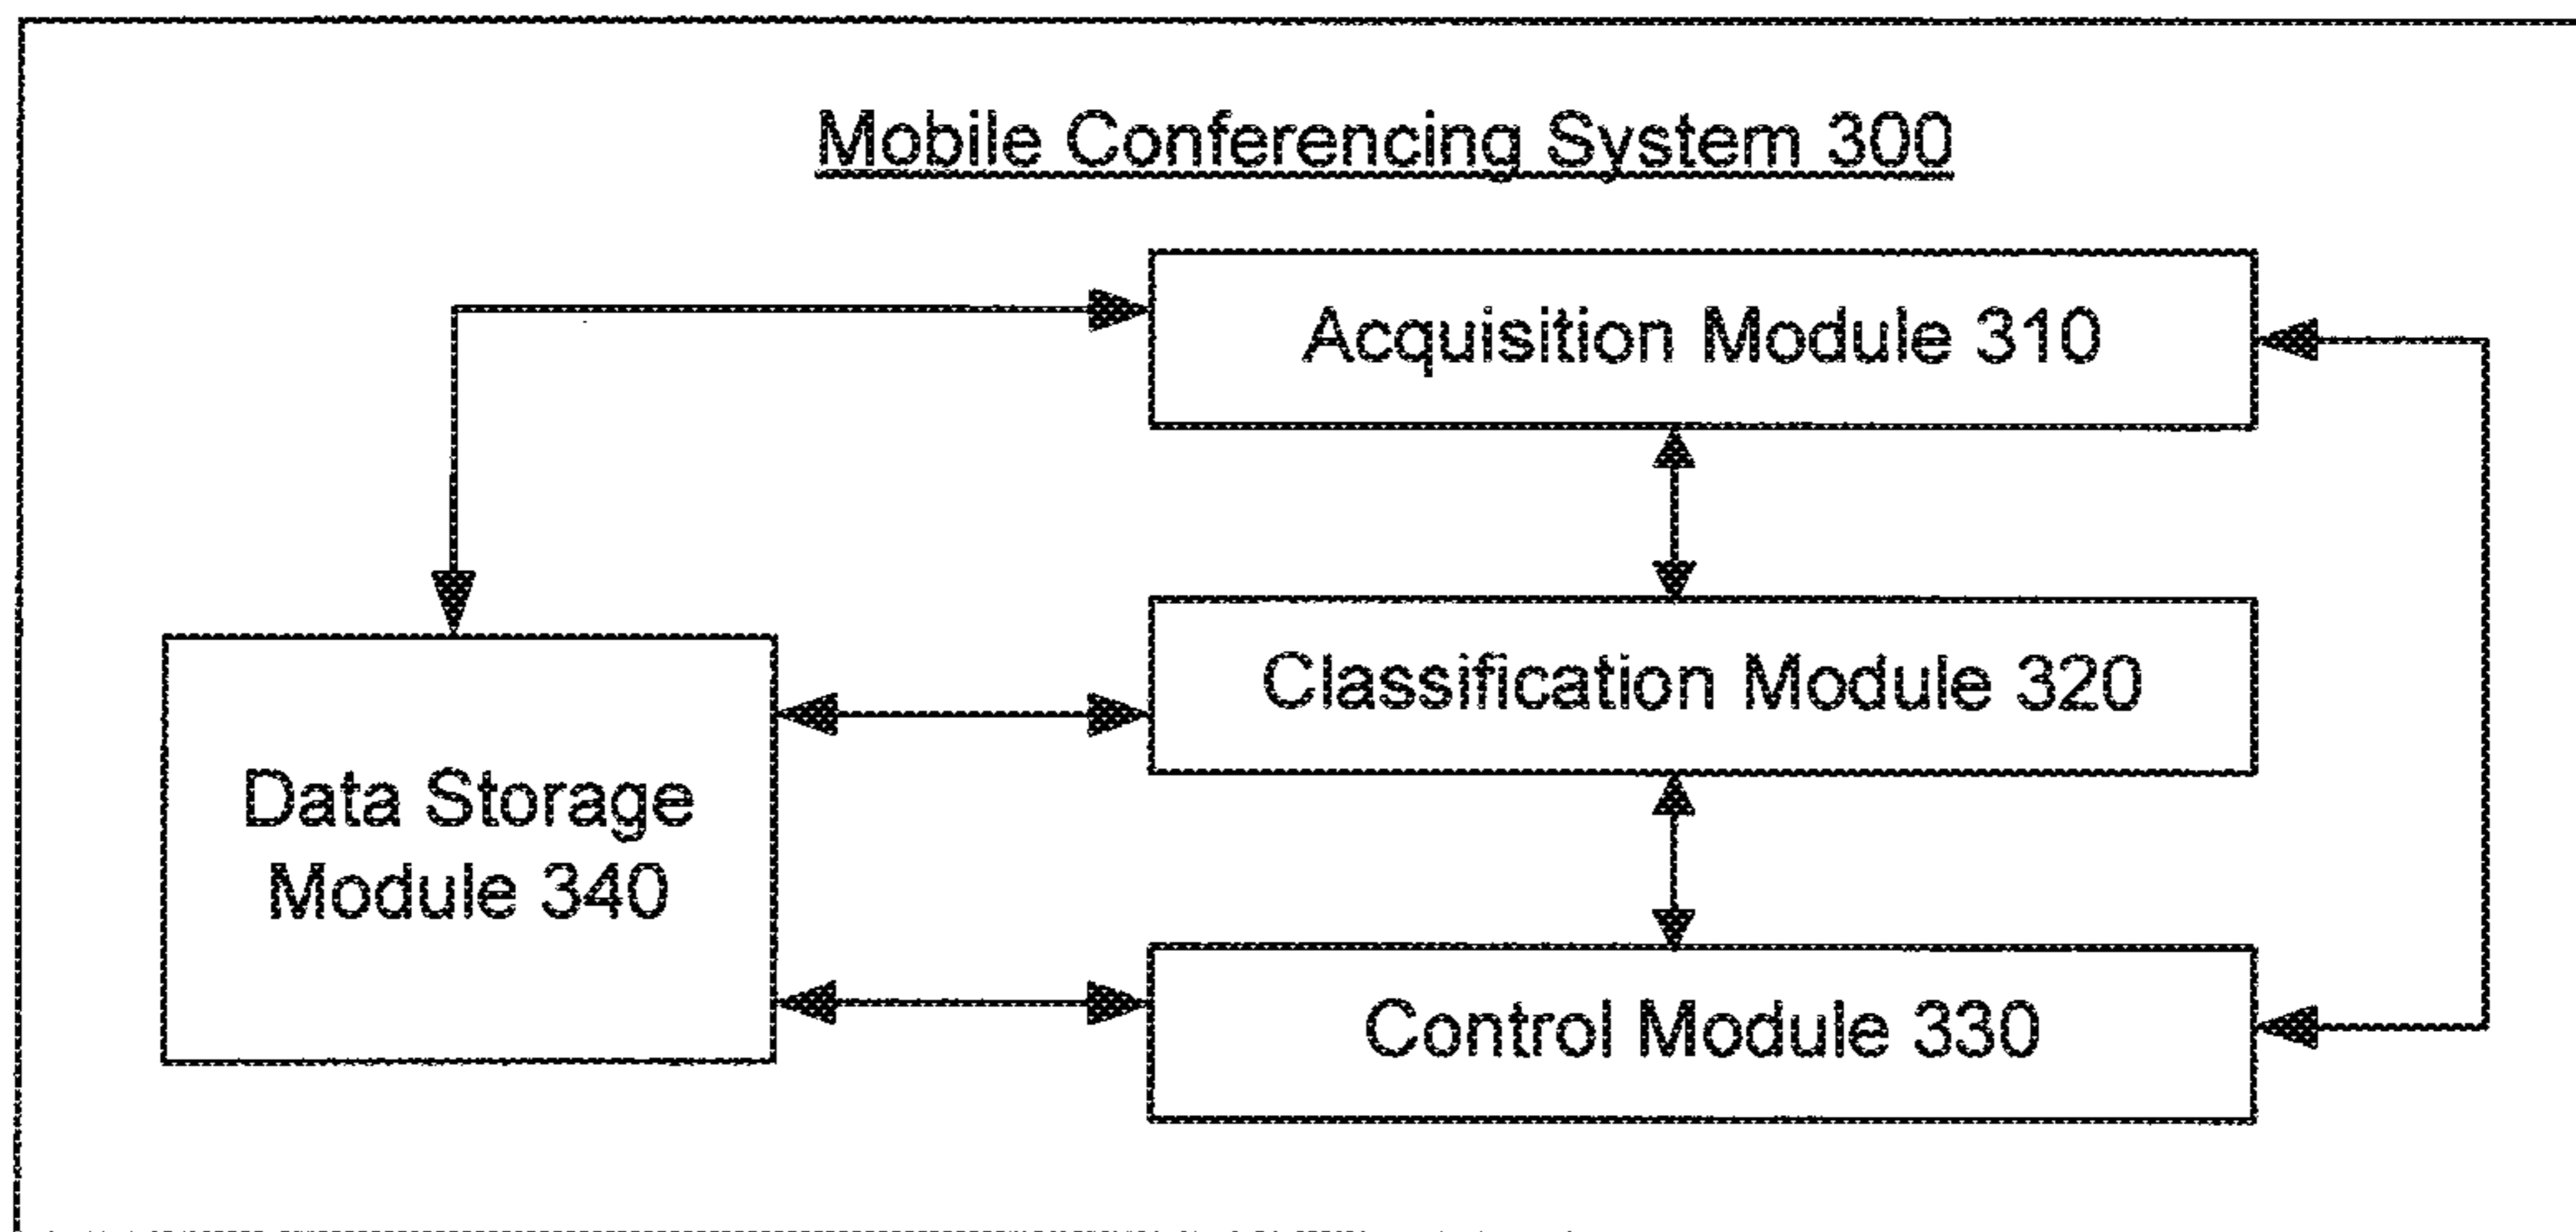 Mobile Conferencing System 300
Acquisition Module 310
Classification Module 320
Data Storage
Module 340
Control Module 330